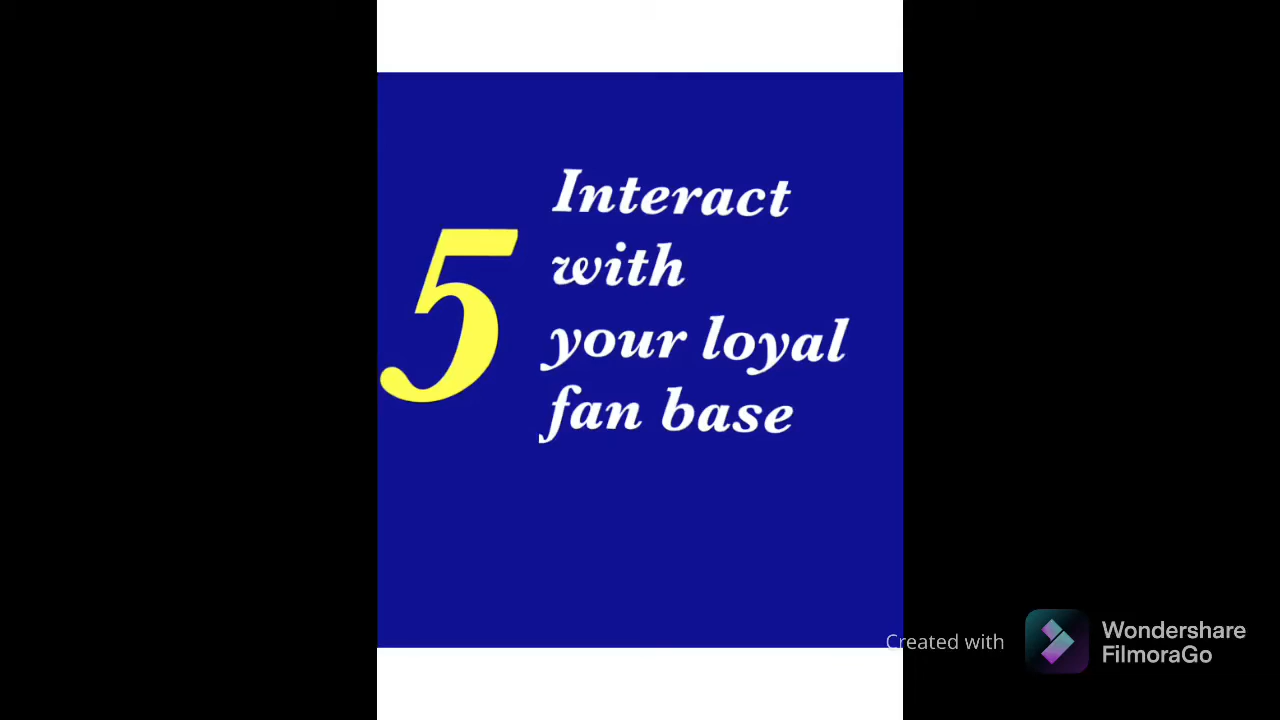 5
Interact
with
your loyal
fan base
Created with
Wondershare
FilmoraGo